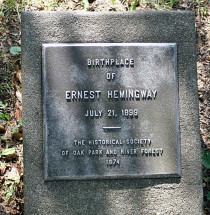 BIRTHPLACE
OF
ERNEST HEMINGWAY
JULY 21, 1899
THE HISTORICAL SOCIETY
OF OAK PARK AND RIVER FOREST
1974